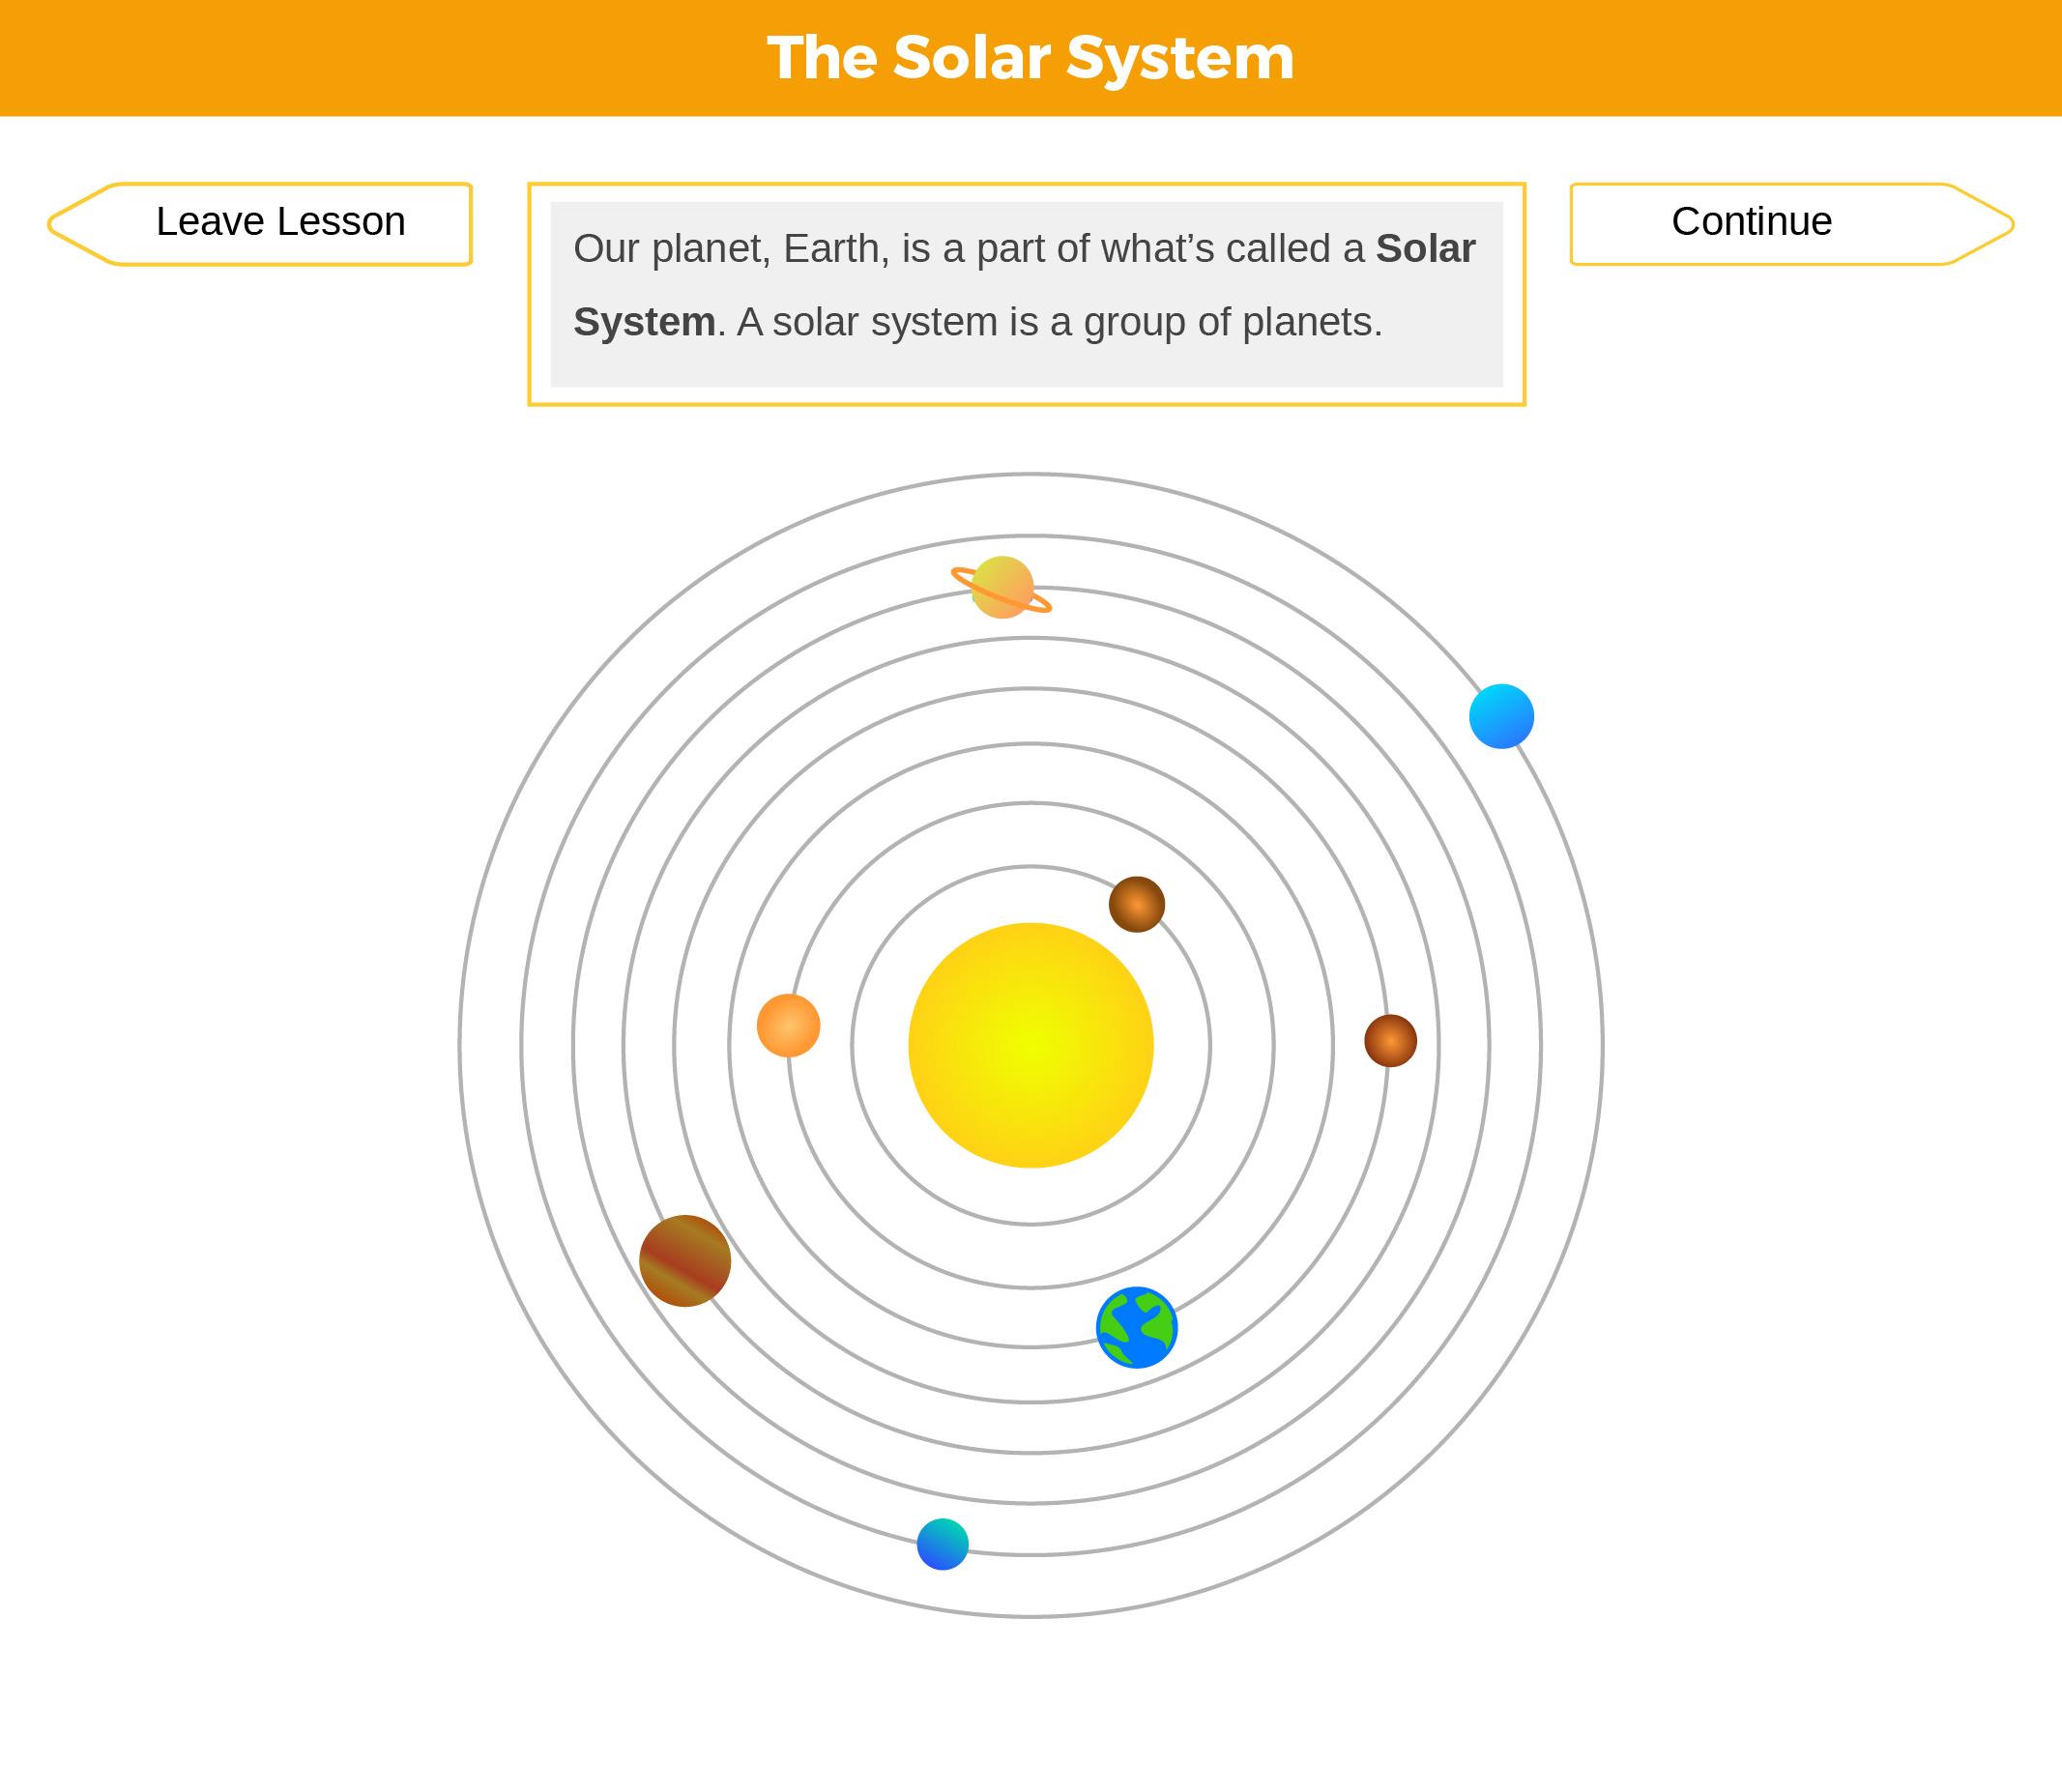 The Solar System
Leave Lesson
Our planet, Earth, is a part of what’s called a Solar
System. A solar system is a group of planets.
Continue